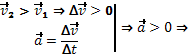 v⃗₂ > v⃗₁ ⇒ Δv⃗ > 0
a⃗ = Δv⃗/Δt | ⇒ a⃗ > 0 ⇒